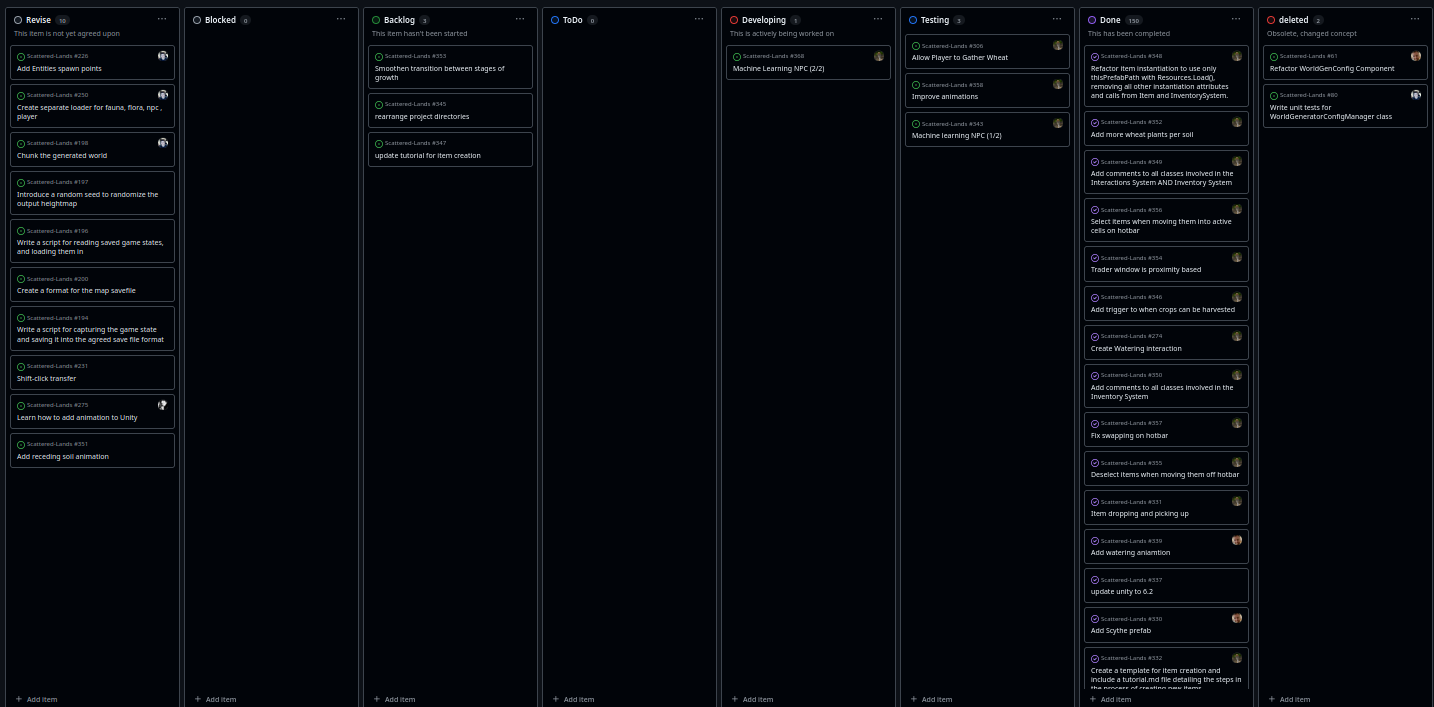 Revise 10
This item is not yet agreed upon
Scattered-Lands #226
Add Entities spawn points
Scattered-Lands #250
Create separate loader for fauna, flora, npc ,
player
Scattered-Lands #198
Chunk the generated world
Scattered-Lands #197
Introduce a random seed to randomize the
output heightmap
Scattered-Lands #196
Write a script for reading saved game states,
and loading them in
Scattered-Lands #200
Create a format for the map savefile
Scattered-Lands #194
Write a script for capturing the game state
and saving it into the agreed save file format
Scattered-Lands #231
Shift-click transfer
Scattered-Lands #275
Learn how to add animation to Unity
Scattered-Lands #351
Add receding soil animation
+ Add item
Blocked 0
+ Add item
Backlog 3
This item hasn't been started
Scattered-Lands #353
Smoothen transition between stages of
growth
Scattered-Lands #345
rearrange project directories
Scattered-Lands #347
update tutorial for item creation
+ Add item
ToDo 0
+ Add item
Developing 1
This is actively being worked on
Scattered-Lands #368
Machine Learning NPC (2/2)
+ Add item
Testing 3
Scattered-Lands #306
Allow Player to Gather Wheat
Scattered-Lands #358
Improve animations
Scattered-Lands #343
Machine learning NPC (1/2)
+ Add item
Done 150
This has been completed
Scattered-Lands #348
Refactor item instantiation to use only
thisPrefabPath with Resources.Load(),
removing all other instantiation attributes
and calls from Item and InventorySystem.
Scattered-Lands #352
Add more wheat plants per soil
Scattered-Lands #349
Add comments to all classes involved in the
Interactions System AND Inventory System
Scattered-Lands #356
Select items when moving them into active
cells on hotbar
Scattered-Lands #354
Trader window is proximity based
Scattered-Lands #346
Add trigger to when crops can be harvested
Scattered-Lands #274
Create Watering interaction
Scattered-Lands #350
Add comments to all classes involved in the
Inventory System
Scattered-Lands #357
Fix swapping on hotbar
Scattered-Lands #355
Deselect items when moving them off hotbar
Scattered-Lands #331
Item dropping and picking up
Scattered-Lands #339
Add watering aniamtion
Scattered-Lands #337
update unity to 6.2
Scattered-Lands #330
Add Scythe prefab
Scattered-Lands #332
Create a template for item creation and
include a tutorial.md file detailing the steps in
the process of creating new items
+ Add item
deleted 2
Obsolete, changed concept
Scattered-Lands #61
Refactor WorldGenConfig Component
Scattered-Lands #80
Write unit tests for
WorldGeneratorConfigManager class
+ Add item